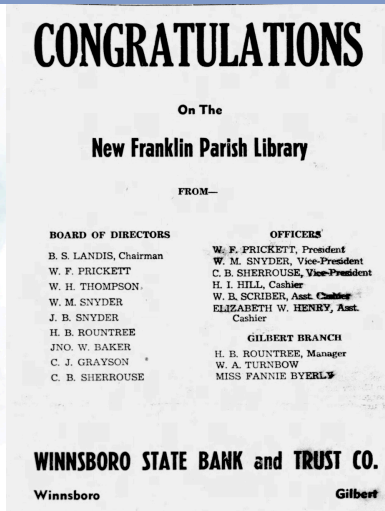 CONGRATULATIONS
On The
New Franklin Parish Library
FROM—
BOARD OF DIRECTORS
B. S. LANDIS, Chairman
W. F. PRICKETT
W. H. THOMPSON
W. M. SNYDER
J. B. SNYDER
H. B. ROUNTREE
JNO. W. BAKER
C. J. GRAYSON
C. B. SHERROUSE
OFFICERS
W. F. PRICKETT, President
W. M. SNYDER, Vice-President
C. B. SHERROUSE, Vice-President
H. I. HILL, Cashier
W. B. SCRIBER, Asst. Cashier
ELIZABETH W. HENRY, Asst.
Cashier
GILBERT BRANCH
H. B. ROUNTREE, Manager
W. A. TURNBOW
MISS FANNIE BYERLY
WINNSBORO STATE BANK and TRUST CO.
Winnsboro Gilbert